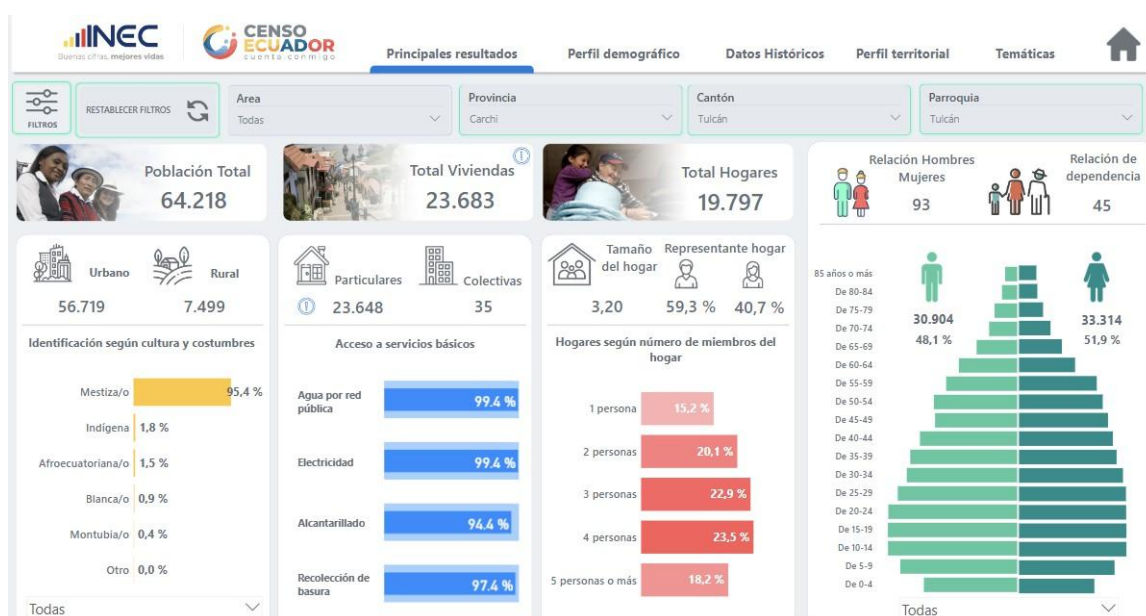 INEC
Buenas cifras, mejores vidas
CENSO
ECUADOR
cuenta conmigo
Principales resultados
Perfil demográfico
Datos Históricos
Perfil territorial
Temáticas
FILTROS
RESTABLECER FILTROS
Area
Todas
Provincia
Carchi
Cantón
Tulcán
Parroquia
Tulcán
Población Total
64.218
Total Viviendas
23.683
Total Hogares
19.797
Relación Hombres
Mujeres
93
Relación de
dependencia
45
Urbano
56.719
Rural
7.499
Identificación según cultura y costumbres
Mestiza/o 95,4 %
Indígena 1,8 %
Afroecuatoriana/o 1,5 %
Blanca/o 0,9 %
Montubia/o 0,4 %
Otro 0,0 %
Todas
Particulares
23.648
Colectivas
35
Acceso a servicios básicos
Agua por red
pública
99.4 %
Electricidad 99.4 %
Alcantarillado 94.4 %
Recolección de
basura
97.4 %
Tamaño
del hogar
3,20
Representante hogar
59,3 % 40,7 %
Hogares según número de miembros del
hogar
1 persona 15,2 %
2 personas 20,1 %
3 personas 22,9 %
4 personas 23,5 %
5 personas o más 18,2 %
30.904
48,1 %
33.314
51,9 %
85 años o más
De 80-84
De 75-79
De 70-74
De 65-69
De 60-64
De 55-59
De 50-54
De 45-49
De 40-44
De 35-39
De 30-34
De 25-29
De 20-24
De 15-19
De 10-14
De 5-9
De 0-4
Todas